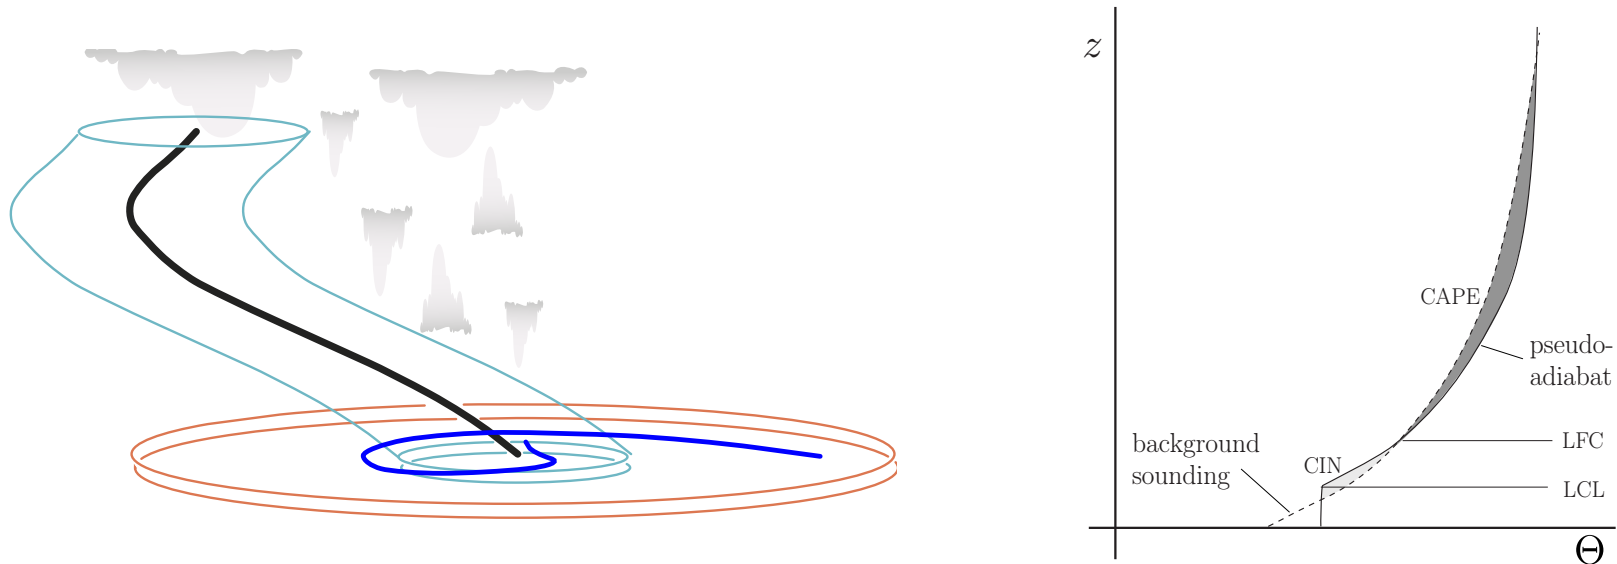 z
CAPE
pseudo-
adiabat
LFC
background
sounding
CIN
LCL
Θ